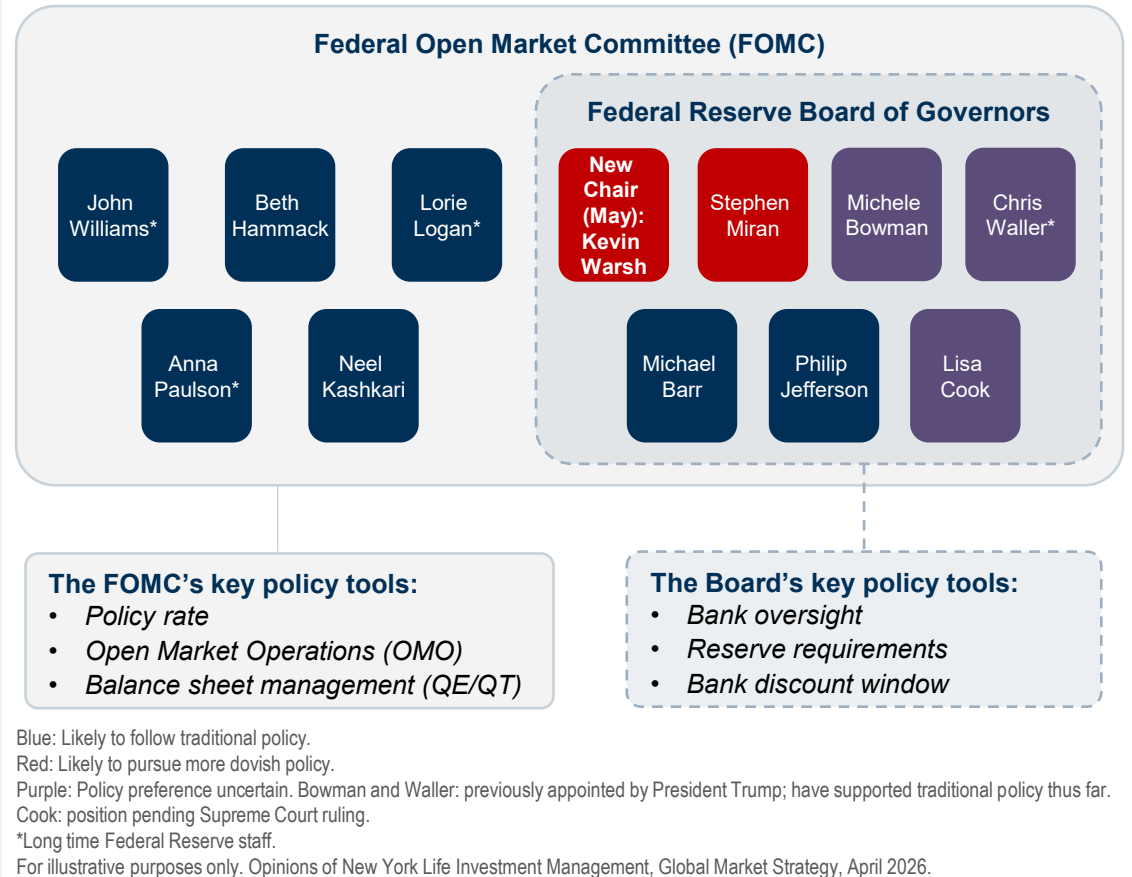 Federal Open Market Committee (FOMC)
Federal Reserve Board of Governors
John
Williams*
Beth
Hammack
Lorie
Logan*
Anna
Paulson*
Neel
Kashkari
New
Chair
(May):
Kevin
Warsh
Stephen
Miran
Michele
Bowman
Chris
Waller*
Michael
Barr
Philip
Jefferson
Lisa
Cook
The FOMC’s key policy tools:
• Policy rate
• Open Market Operations (OMO)
• Balance sheet management (QE/QT)
The Board’s key policy tools:
• Bank oversight
• Reserve requirements
• Bank discount window
Blue: Likely to follow traditional policy.
Red: Likely to pursue more dovish policy.
Purple: Policy preference uncertain. Bowman and Waller: previously appointed by President Trump; have supported traditional policy thus far.
Cook: position pending Supreme Court ruling.
*Long time Federal Reserve staff.
For illustrative purposes only. Opinions of New York Life Investment Management, Global Market Strategy, April 2026.